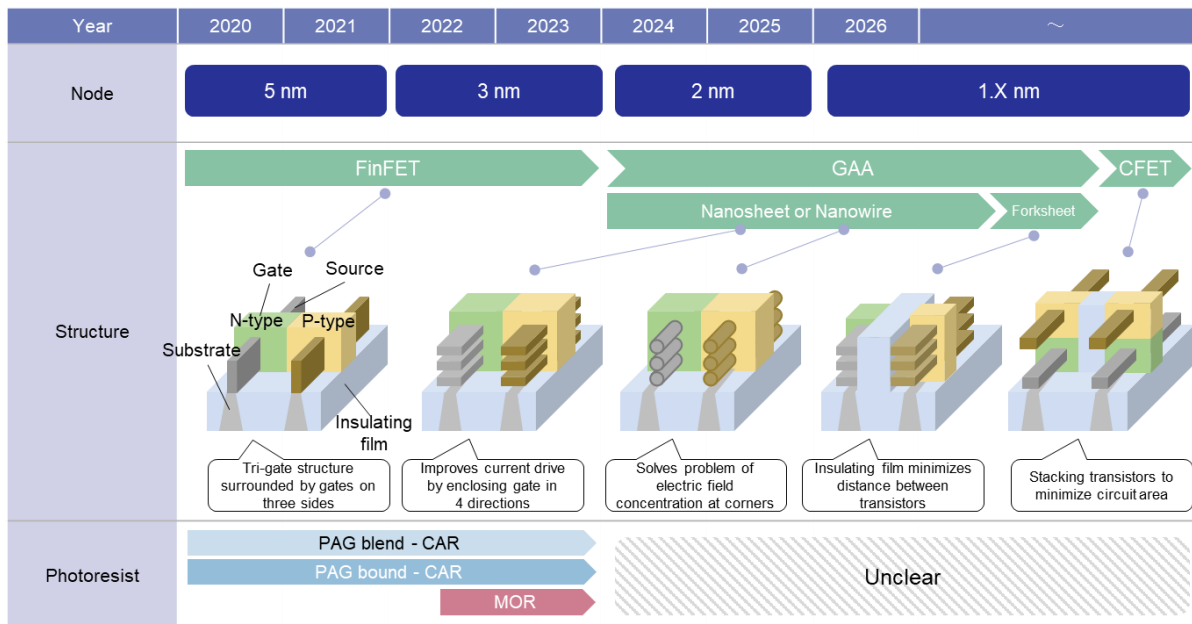 Year
2020
2021
2022
2023
2024
2025
2026
~
Node
5 nm
3 nm
2 nm
1.X nm
Structure
FinFET
GAA
CFET
Nanosheet or Nanowire
Forksheet
Gate
Source
N-type
P-type
Substrate
Insulating
film
Tri-gate structure
surrounded by gates on
three sides
Improves current drive
by enclosing gate in
4 directions
Solves problem of
electric field
concentration at corners
Insulating film minimizes
distance between
transistors
Stacking transistors to
minimize circuit area
Photoresist
PAG blend - CAR
PAG bound - CAR
MOR
Unclear